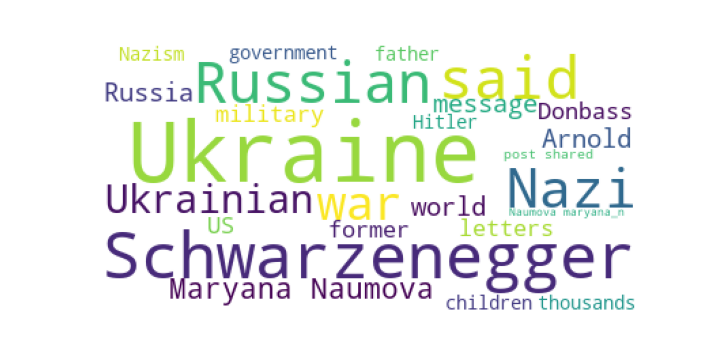 Nazism government father
Russia Russian said
military message Donbass
Hitler Arnold
Ukraine post shared
Nazi
Ukrainian war world Naumova maryana_n
US former letters
Schwarzenegger
Maryana Naumova children thousands